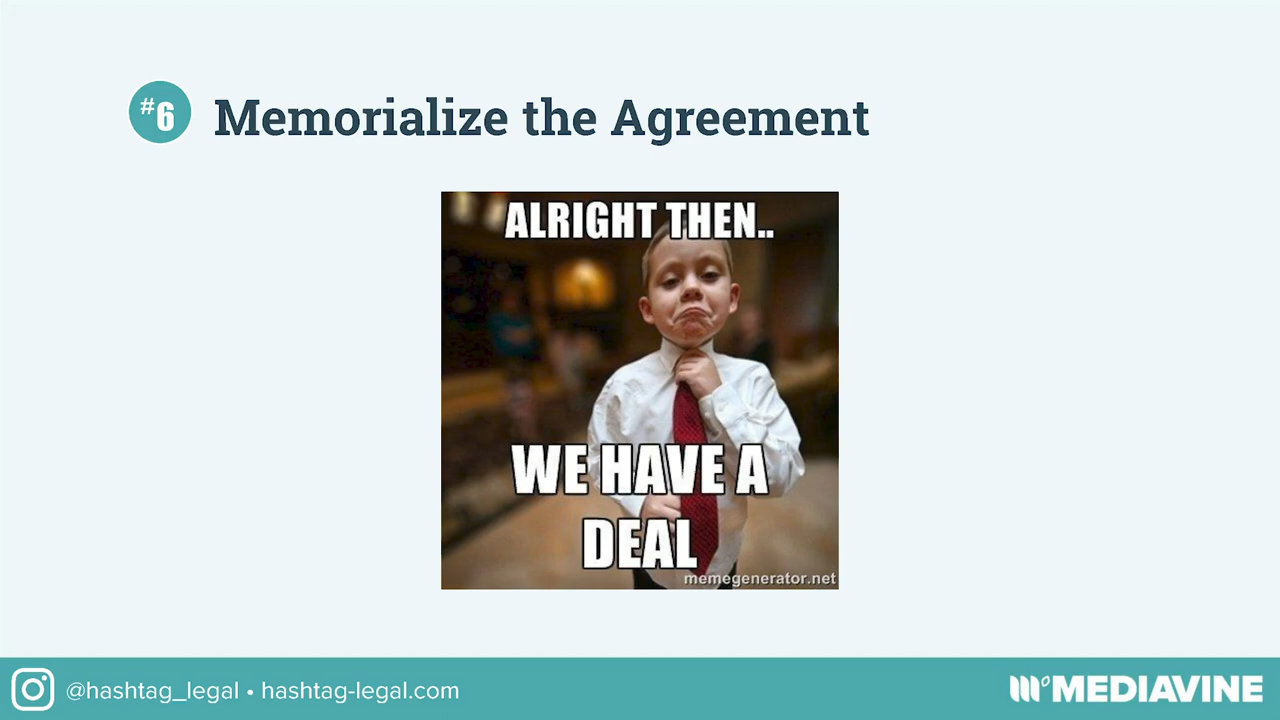 #6 Memorialize the Agreement
ALRIGHT THEN..
WE HAVE A
DEAL
memegenerator.net
@hashtag_legal • hashtag-legal.com
MEDIAVINE